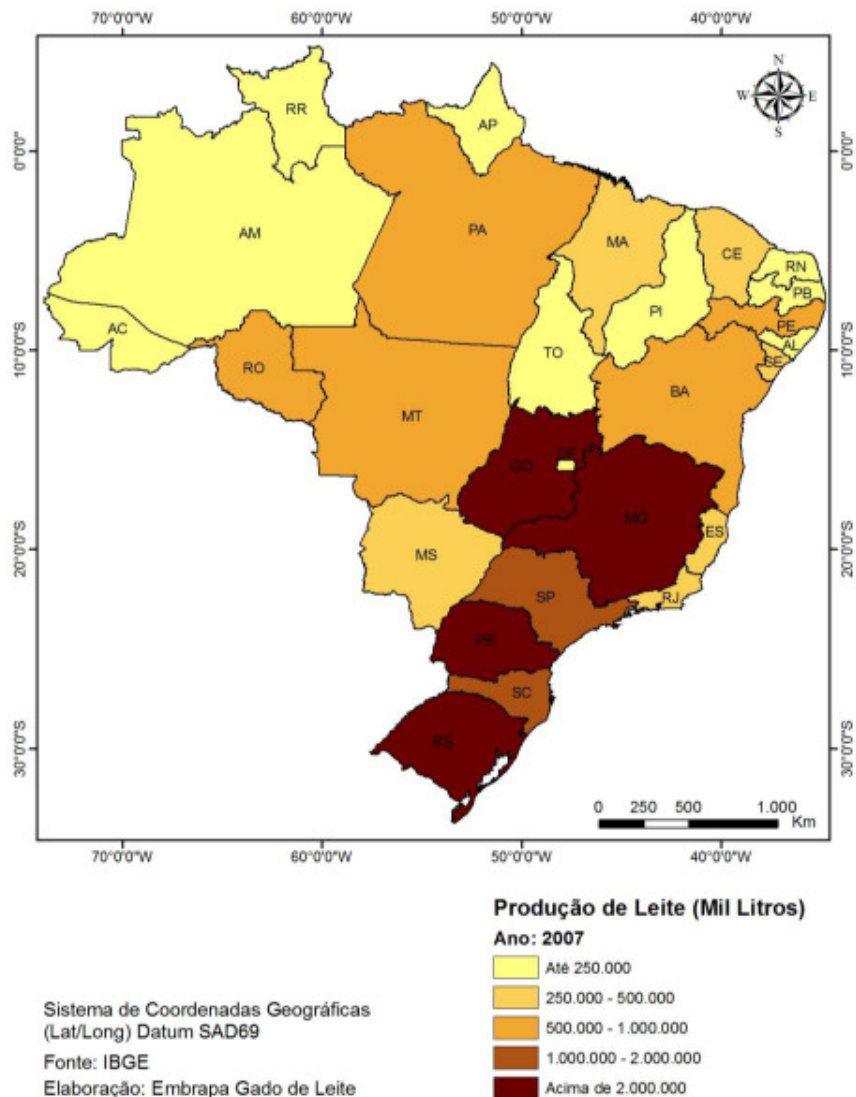 70°0'0"W 60°0'0"W 50°0'0"W 40°0'0"W
N
W E
S
RR
AP
0°0'0" 0°0'0"
AM
PA
MA
CE
RN
PB
PI
PE
AC
AL
TO
SE
10°0'0"S 10°0'0"S
RO
BA
MT
GO
DF
MG
ES
MS
20°0'0"S 20°0'0"S
SP
RJ
PR
SC
RS
30°0'0"S 30°0'0"S
0 250 500 1.000
Km
70°0'0"W 60°0'0"W 50°0'0"W 40°0'0"W
Produção de Leite (Mil Litros)
Ano: 2007
Até 250.000
250.000 - 500.000
500.000 - 1.000.000
1.000.000 - 2.000.000
Acima de 2.000.000
Sistema de Coordenadas Geográficas
(Lat/Long) Datum SAD69
Fonte: IBGE
Elaboração: Embrapa Gado de Leite